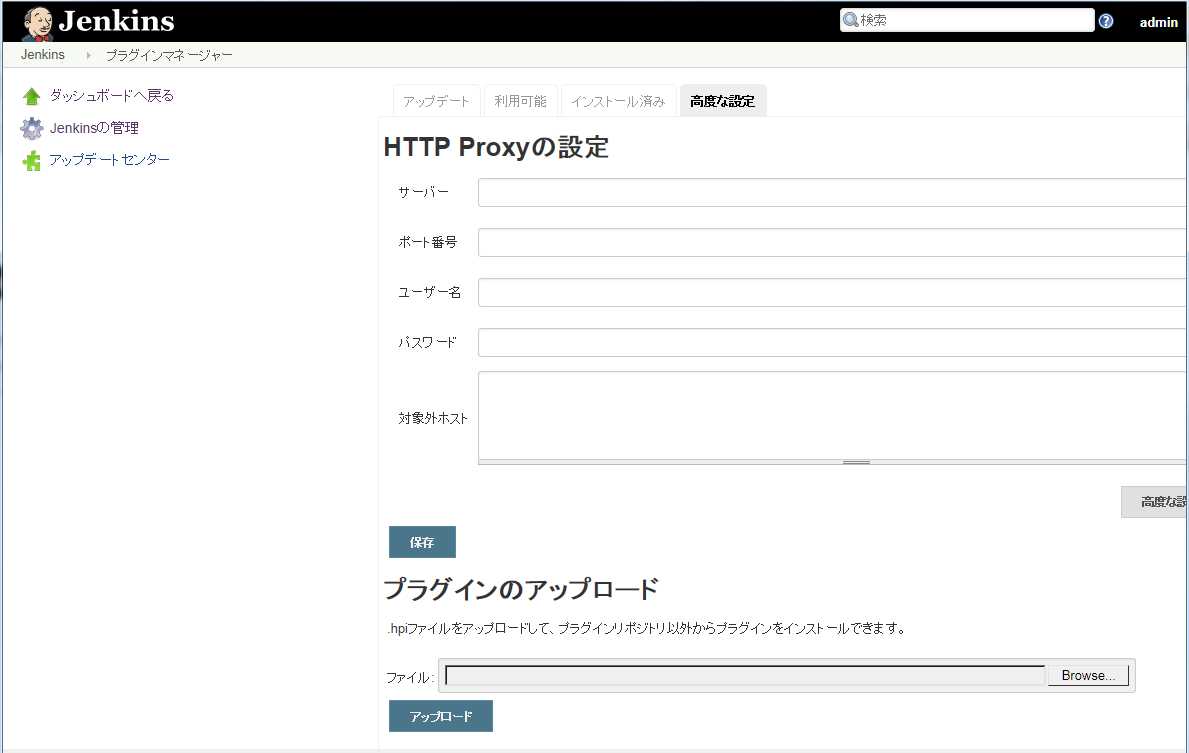 Jenkins
検索
admin
Jenkins
プラグインマネージャー
ダッシュボードへ戻る
Jenkinsの管理
アップデートセンター
アップデート
利用可能
インストール済み
高度な設定
HTTP Proxyの設定
サーバー
ポート番号
ユーザー名
パスワード
対象外ホスト
高度な設
保存
プラグインのアップロード
.hpiファイルをアップロードして、プラグインリポジトリ以外からプラグインをインストールできます。
ファイル:
Browse...
アップロード